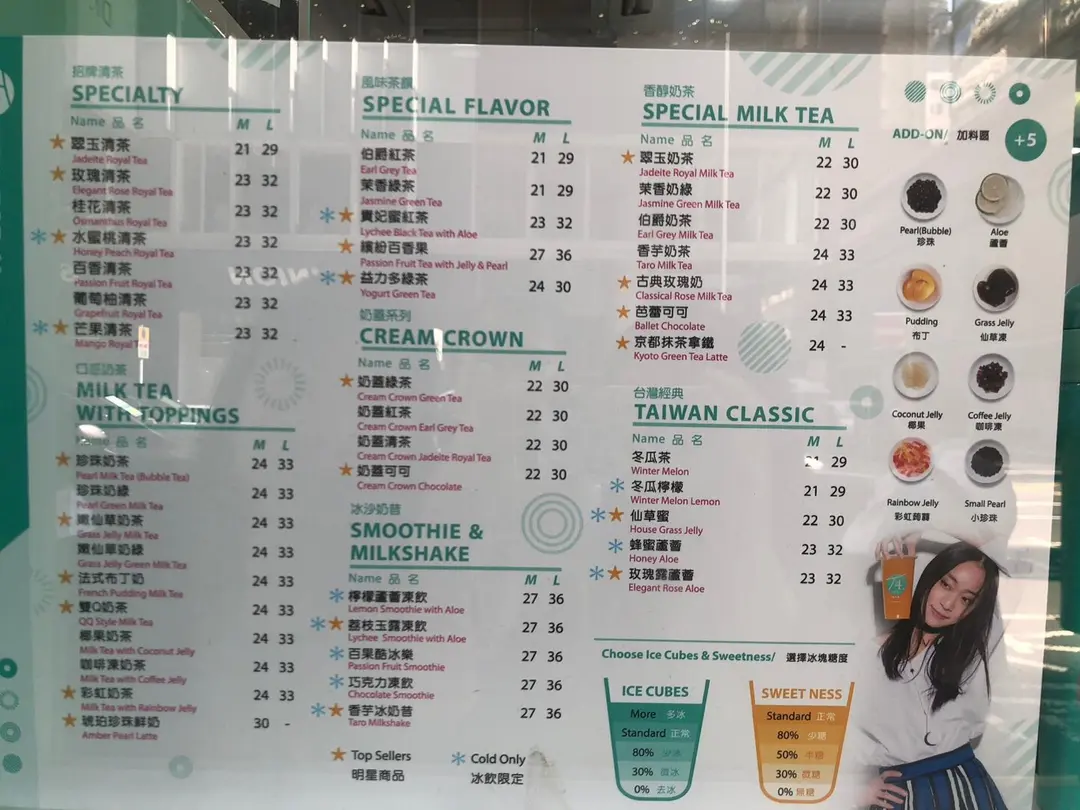 招牌清茶
SPECIALTY
Name 品名 M L
翠玉清茶 21 29
Jadeite Royal Tea
玫瑰清茶 23 32
Elegant Rose Royal Tea
桂花清茶 23 32
Osmanthus Royal Tea
水蜜桃清茶 23 32
Honey Peach Royal Tea
百香清茶 23 32
Passion Fruit Royal Tea
葡萄柚清茶 23 32
Grapefruit Royal Tea
芒果清茶 23 32
Mango Royal
口感奶茶
MILK TEA
WITH TOPPINGS
Name 品名 M L
珍珠奶茶 24 33
Pearl Milk Tea (Bubble Tea)
珍珠奶綠 24 33
Pearl Green Milk Tea
嫩仙草奶茶 24 33
Grass Jelly Milk Tea
嫩仙草奶綠 24 33
Grass Jelly Green Milk Tea
法式布丁奶 24 33
French Pudding Milk Tea
雙Q奶茶 24 33
QQ Style Milk Tea
椰果奶茶 24 33
Milk Tea with Coconut Jelly
咖啡凍奶茶 24 33
Milk Tea with Coffee Jelly
彩虹奶茶 24 33
Milk Tea with Rainbow Jelly
琥珀珍珠鮮奶 30 -
Amber Pearl Latte
風味茶饌
SPECIAL FLAVOR
Name 品名 M L
伯爵紅茶 21 29
Earl Grey Tea
茉香綠茶 21 29
Jasmine Green Tea
貴妃蜜紅茶 23 32
Lychee Black Tea with Aloe
繽紛百香果 27 36
Passion Fruit Tea with Jelly & Pearl
益力多綠茶 24 30
Yogurt Green Tea
奶蓋系列
CREAM CROWN
Name 品名 M L
奶蓋綠茶 22 30
Cream Crown Green Tea
奶蓋紅茶 22 30
Cream Crown Earl Grey Tea
奶蓋清茶 22 30
Cream Crown Jadeite Royal Tea
奶蓋可可 22 30
Cream Crown Chocolate
冰沙奶昔
SMOOTHIE &
MILKSHAKE
Name 品名 M L
檸檬蘆薈凍飲 27 36
Lemon Smoothie with Aloe
荔枝玉露凍飲 27 36
Lychee Smoothie with Aloe
百果酷冰樂 27 36
Passion Fruit Smoothie
巧克力凍飲 27 36
Chocolate Smoothie
香芋冰奶昔 27 36
Taro Milkshake
Top Sellers
明星商品
Cold Only
冰飲限定
香醇奶茶
SPECIAL MILK TEA
Name 品名 M L
翠玉奶茶 22 30
Jadeite Royal Milk Tea
茉香奶綠 22 30
Jasmine Green Milk Tea
伯爵奶茶 22 30
Earl Grey Milk Tea
香芋奶茶 24 33
Taro Milk Tea
古典玫瑰奶 24 33
Classical Rose Milk Tea
芭蕾可可 24 33
Ballet Chocolate
京都抹茶拿鐵 24 -
Kyoto Green Tea Latte
台灣經典
TAIWAN CLASSIC
Name 品名 M L
冬瓜茶 21 29
Winter Melon
冬瓜檸檬 21 29
Winter Melon Lemon
仙草蜜 22 30
House Grass Jelly
蜂蜜蘆薈 23 32
Honey Aloe
玫瑰露蘆薈 23 32
Elegant Rose Aloe
Choose Ice Cubes & Sweetness/ 選擇冰塊糖度
ICE CUBES
More 多冰
Standard 正常
80% 少冰
30% 微冰
0% 去冰
SWEET NESS
Standard 正常
80% 少糖
50% 半糖
30% 微糖
0% 無糖
ADD-ON/ 加料區 +5
Pearl(Bubble)
珍珠
Aloe
蘆薈
Pudding
布丁
Grass Jelly
仙草凍
Coconut Jelly
椰果
Coffee Jelly
咖啡凍
Rainbow Jelly
彩虹蒟蒻
Small Pearl
小珍珠